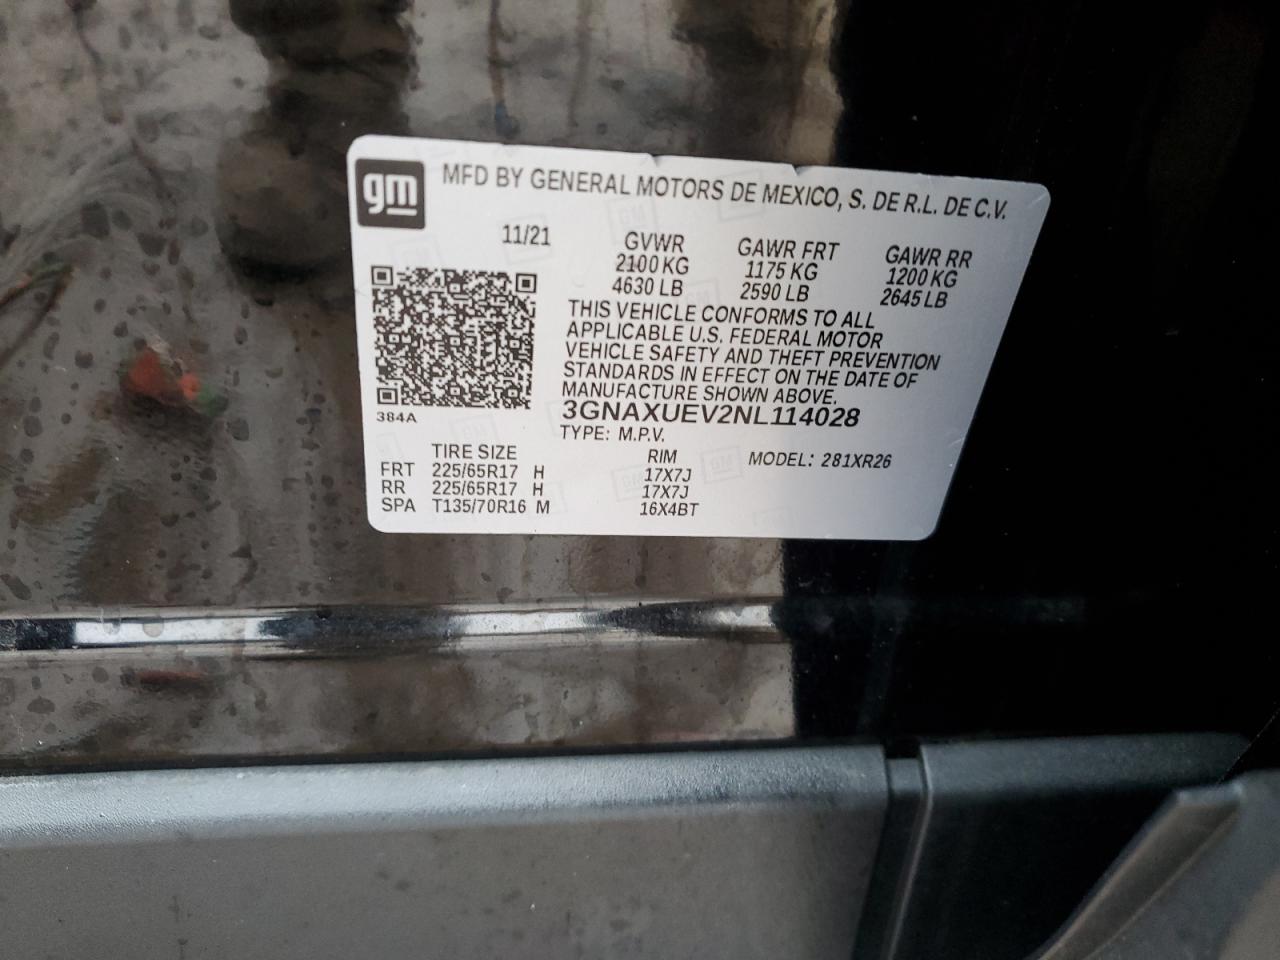 gm
MFD BY GENERAL MOTORS DE MEXICO, S. DE R.L. DE C.V.
11/21
GVWR GAWR FRT GAWR RR
2100 KG 1175 KG 1200 KG
4630 LB 2590 LB 2645 LB
THIS VEHICLE CONFORMS TO ALL
APPLICABLE U.S. FEDERAL MOTOR
VEHICLE SAFETY AND THEFT PREVENTION
STANDARDS IN EFFECT ON THE DATE OF
MANUFACTURE SHOWN ABOVE.
384A
3GNAXUEV2NL114028
TYPE: M.P.V.
TIRE SIZE RIM MODEL: 281XR26
FRT 225/65R17 H 17X7J
RR 225/65R17 H 17X7J
SPA T135/70R16 M 16X4BT